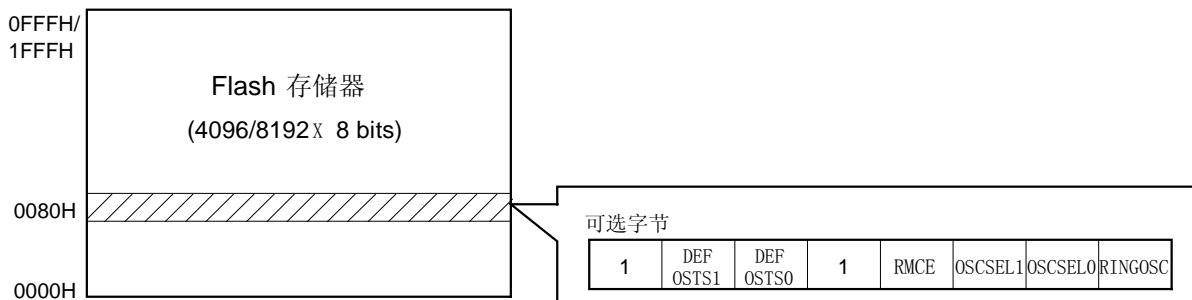 0FFFH/
1FFFH
Flash 存储器
(4096/8192X 8 bits)
0080H
0000H
可选字节
1 DEF OSTS1 DEF OSTS0 1 RMCE OSCSEL1 OSCSEL0 RINGOSC